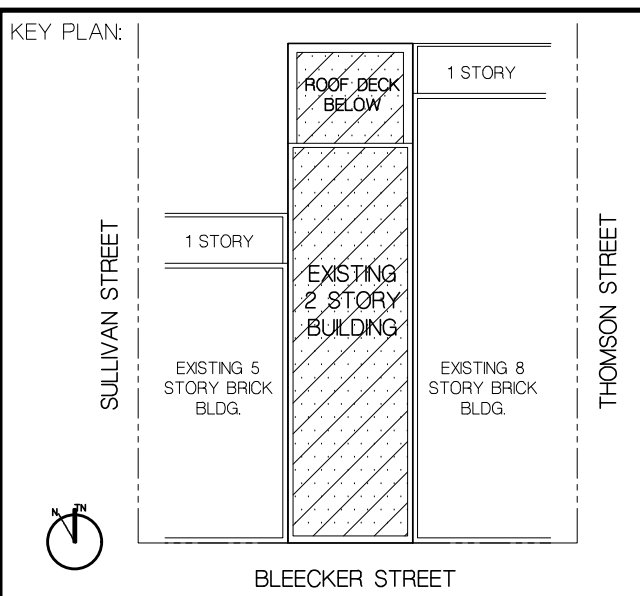 KEY PLAN:
ROOF DECK
BELOW
1 STORY
1 STORY
SULLIVAN STREET
THOMSON STREET
EXISTING
2 STORY
BUILDING
EXISTING 5
STORY BRICK
BLDG.
EXISTING 8
STORY BRICK
BLDG.
N TN
BLEECKER STREET